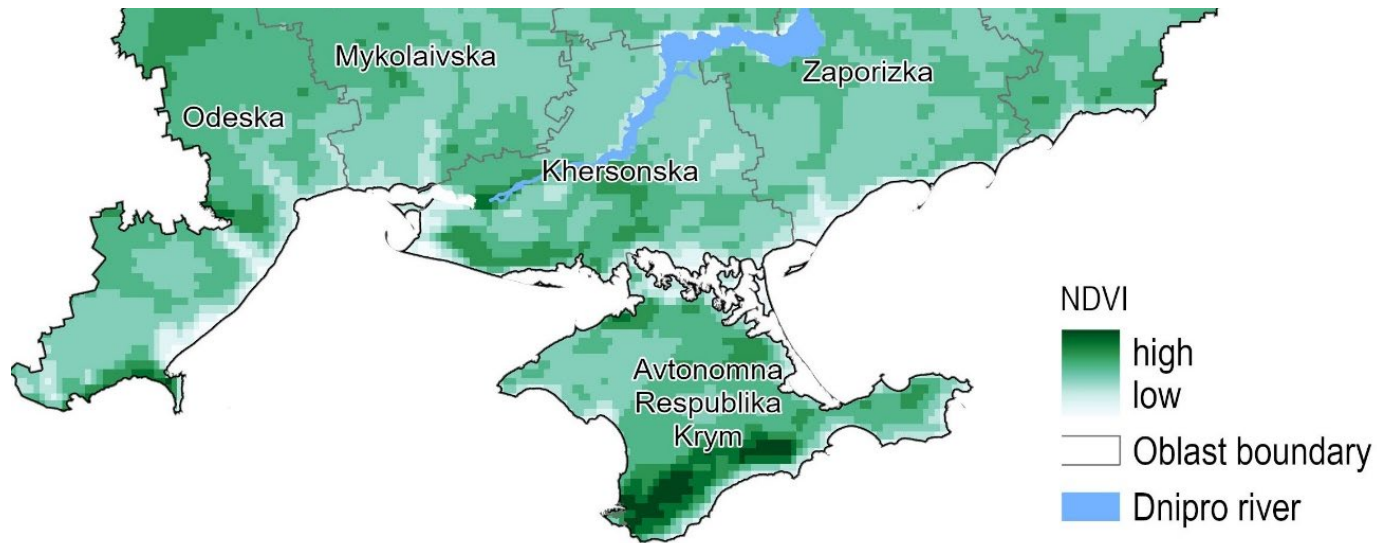 Mykolaivska
Zaporizka
Odeska
Khersonska
Avtonomna
Respublika
Krym
NDVI
high
low
Oblast boundary
Dnipro river